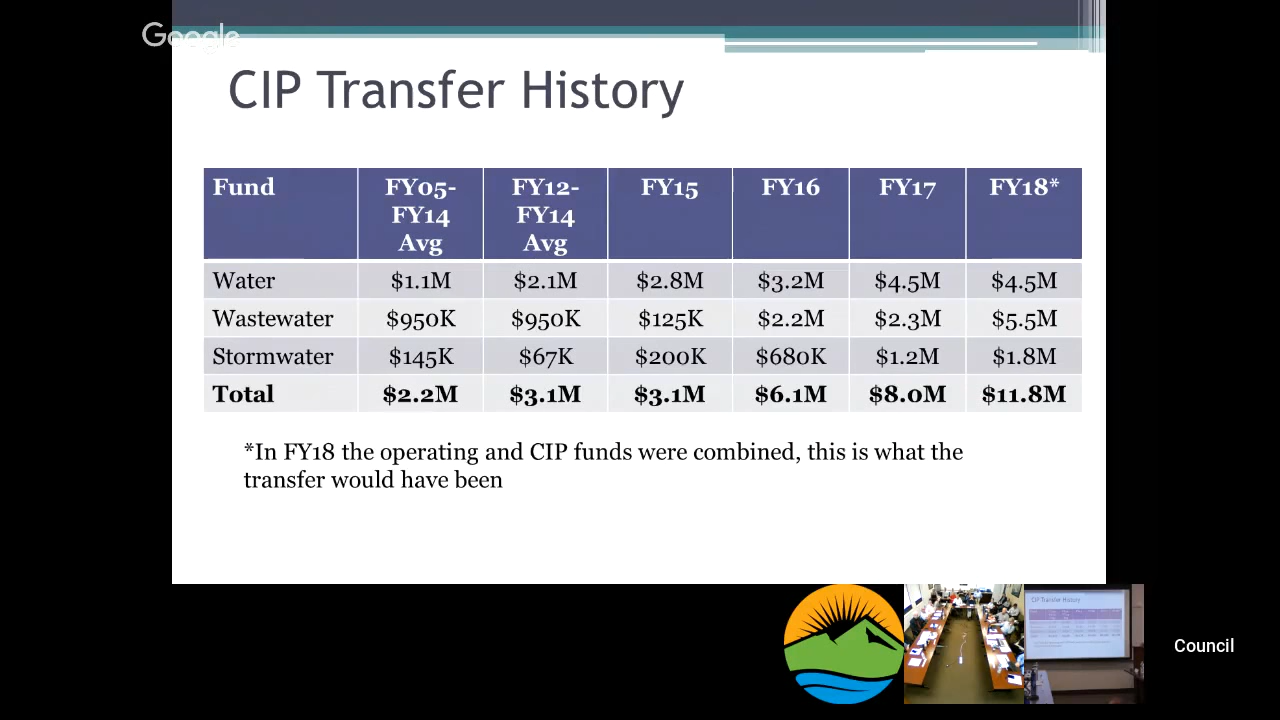 Google
CIP Transfer History
Fund FY05-FY14 Avg FY12-FY14 Avg FY15 FY16 FY17 FY18*
Water $1.1M $2.1M $2.8M $3.2M $4.5M $4.5M
Wastewater $950K $950K $125K $2.2M $2.3M $5.5M
Stormwater $145K $67K $200K $680K $1.2M $1.8M
Total $2.2M $3.1M $3.1M $6.1M $8.0M $11.8M
*In FY18 the operating and CIP funds were combined, this is what the
transfer would have been
CIP Transfer History
Council